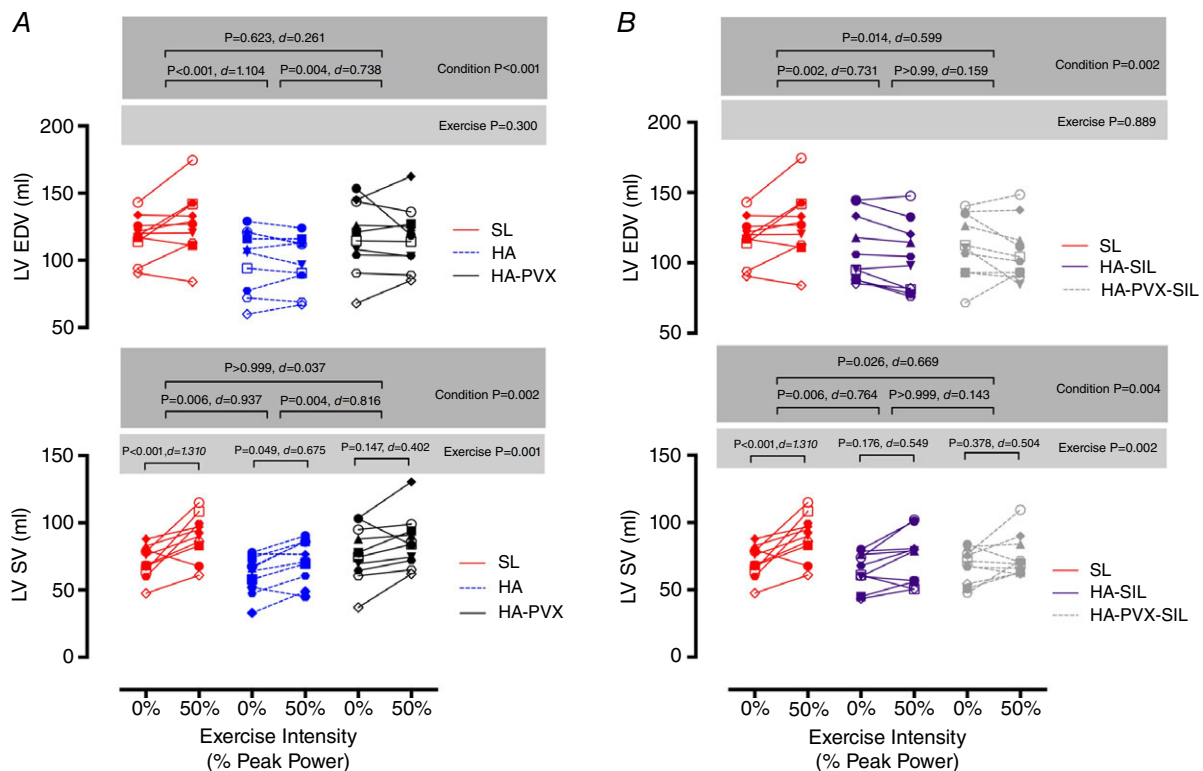 A
P=0.623, d=0.261
P<0.001, d=1.104
P=0.004, d=0.738
Condition P<0.001
Exercise P=0.300
200
150
100
50
LV EDV (ml)
SL
HA
HA-PVX
P>0.999, d=0.037
P=0.006, d=0.937
P=0.004, d=0.816
Condition P=0.002
P<0.001, d=1.310
P=0.049, d=0.675
P=0.147, d=0.402
Exercise P=0.001
150
100
50
0
LV SV (ml)
SL
HA
HA-PVX
0% 50% 0% 50% 0% 50%
Exercise Intensity
(% Peak Power)
B
P=0.014, d=0.599
P=0.002, d=0.731
P>0.99, d=0.159
Condition P=0.002
Exercise P=0.889
200
150
100
50
LV EDV (ml)
SL
HA-SIL
HA-PVX-SIL
P=0.026, d=0.669
P=0.006, d=0.764
P>0.999, d=0.143
Condition P=0.004
P<0.001, d=1.310
P=0.176, d=0.549
P=0.378, d=0.504
Exercise P=0.002
150
100
50
0
LV SV (ml)
SL
HA-SIL
HA-PVX-SIL
0% 50% 0% 50% 0% 50%
Exercise Intensity
(% Peak Power)